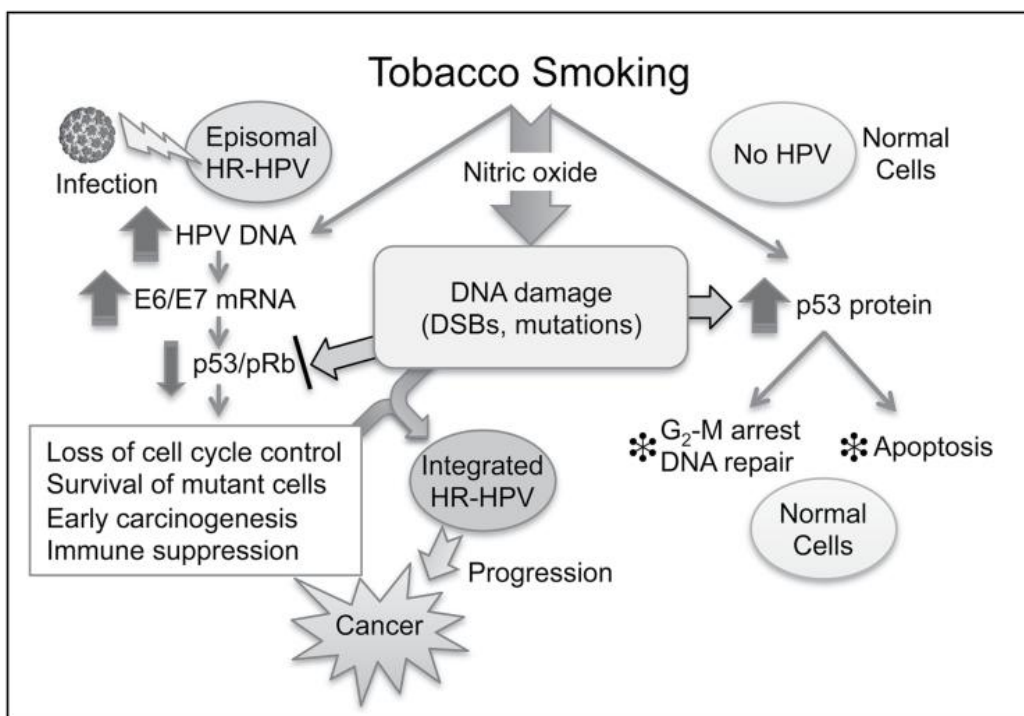 Tobacco Smoking
Episomal
HR-HPV
Infection
Nitric oxide
No HPV
Normal
Cells
HPV DNA
E6/E7 mRNA
p53/pRb
DNA damage
(DSBs, mutations)
p53 protein
Loss of cell cycle control
Survival of mutant cells
Early carcinogenesis
Immune suppression
Integrated
HR-HPV
Progression
Cancer
G₂-M arrest
DNA repair
Apoptosis
Normal
Cells